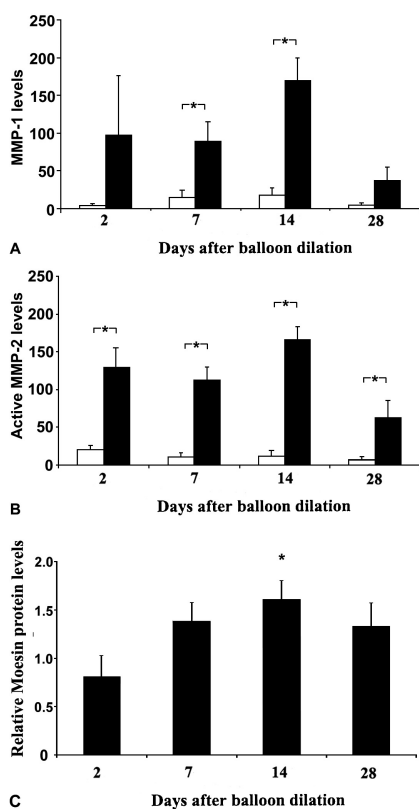 250
200
150
100
50
0
MMP-1 levels
*
*
2 7 14 28
A
Days after balloon dilation
250
200
150
100
50
0
Active MMP-2 levels
*
*
*
*
2 7 14 28
B
Days after balloon dilation
2.0
1.5
1.0
0.5
0
Relative Moesin protein levels
*
2 7 14 28
C
Days after balloon dilation